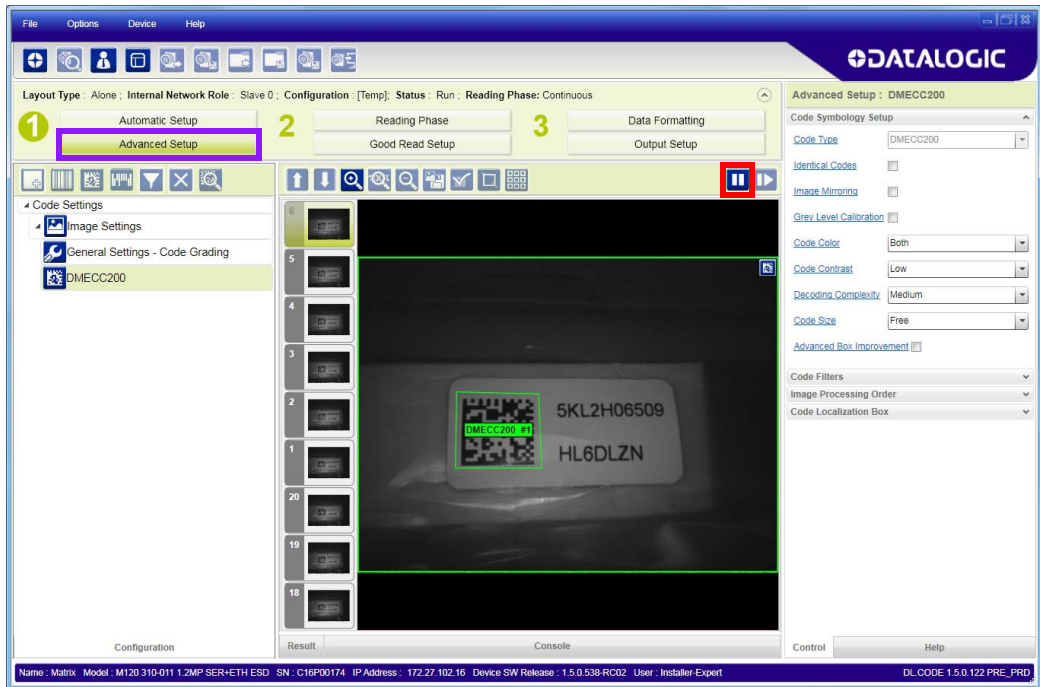 File Options Device Help
DATALOGIC
Layout Type : Alone ; Internal Network Role : Slave 0 ; Configuration : [Temp]; Status : Run ; Reading Phase: Continuous
1 Automatic Setup
Advanced Setup
2 Reading Phase
Good Read Setup
3 Data Formatting
Output Setup
Code Settings
Image Settings
General Settings - Code Grading
DMECC200
Configuration
6
5
4
3
2
1
20
19
18
DMECC200 #1
5KL2H06509
HL6DLZN
Result Console
Advanced Setup : DMECC200
Code Symbology Setup
Code Type DMECC200
Identical Codes
Image Mirroring
Grey Level Calibration
Code Color Both
Code Contrast Low
Decoding Complexity Medium
Code Size Free
Advanced Box Improvement
Code Filters
Image Processing Order
Code Localization Box
Control Help
Name : Matrix Model : M120 310-011 1.2MP SER+ETH ESD SN : C16P00174 IP Address : 172.27.102.16 Device SW Release : 1.5.0.538-RC02 User : Installer-Expert DL.CODE 1.5.0.122 PRE_PRD